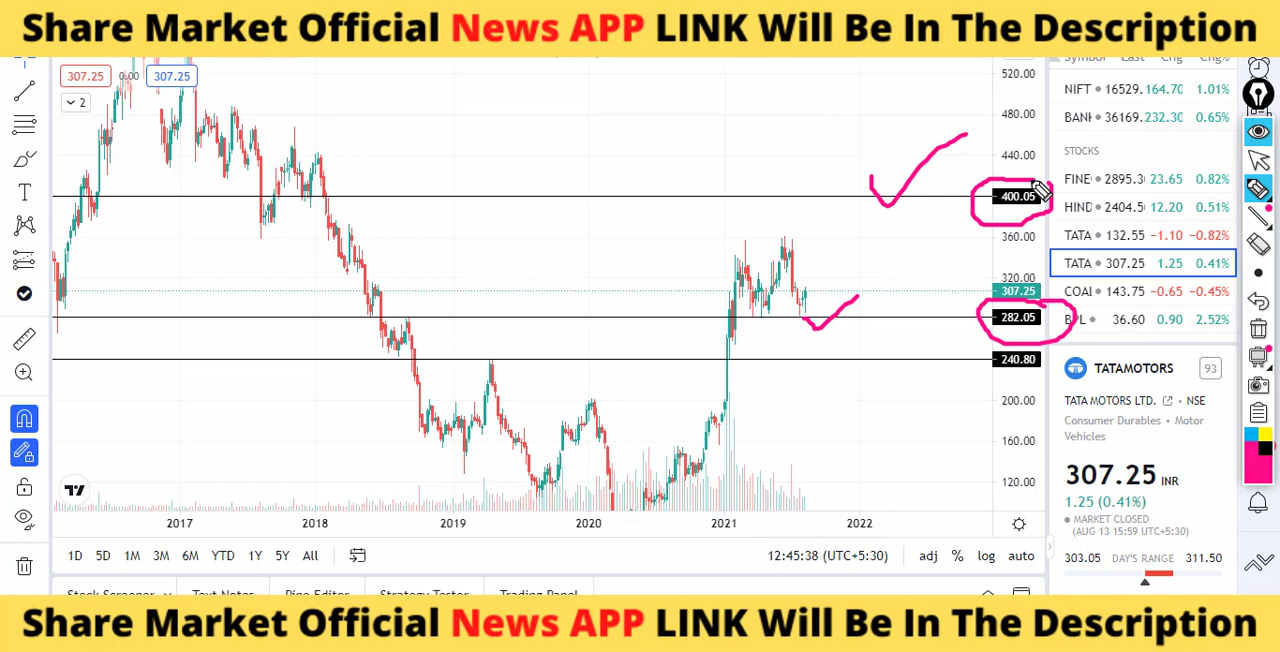 Share Market Official News APP LINK Will Be In The Description
307.25 0.00 307.25
2
520.00
480.00
440.00
400.05
360.00
320.00
307.25
282.05
240.80
200.00
160.00
120.00
2017 2018 2019 2020 2021 2022
1D 5D 1M 3M 6M YTD 1Y 5Y All
12:45:38 (UTC+5:30) adj % log auto
Symbol Last Chg Chg%
NIFT 16529. 164.70 1.01%
BANK 36169. 232.30 0.65%
STOCKS
FINE 2895.3 23.65 0.82%
HIND 2404.5 12.20 0.51%
TATA 132.55 −1.10 −0.82%
TATA 307.25 1.25 0.41%
COAL 143.75 −0.65 −0.45%
BPL 36.60 0.90 2.52%
TATAMOTORS 93
TATA MOTORS LTD. • NSE
Consumer Durables • Motor
Vehicles
307.25 INR
1.25 (0.41%)
MARKET CLOSED
(AUG 13 15:59 UTC+5:30)
303.05 DAY'S RANGE 311.50
Stock Screener Text Notes Pine Editor Strategy Tester Trading Panel
Share Market Official News APP LINK Will Be In The Description